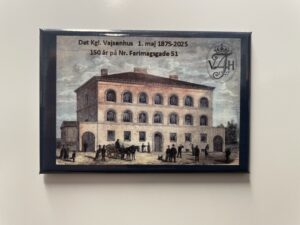 Det Kgl. Vajsenhus 1. maj 1875-2025
150 år på Nr. Farimagsgade 51
V H